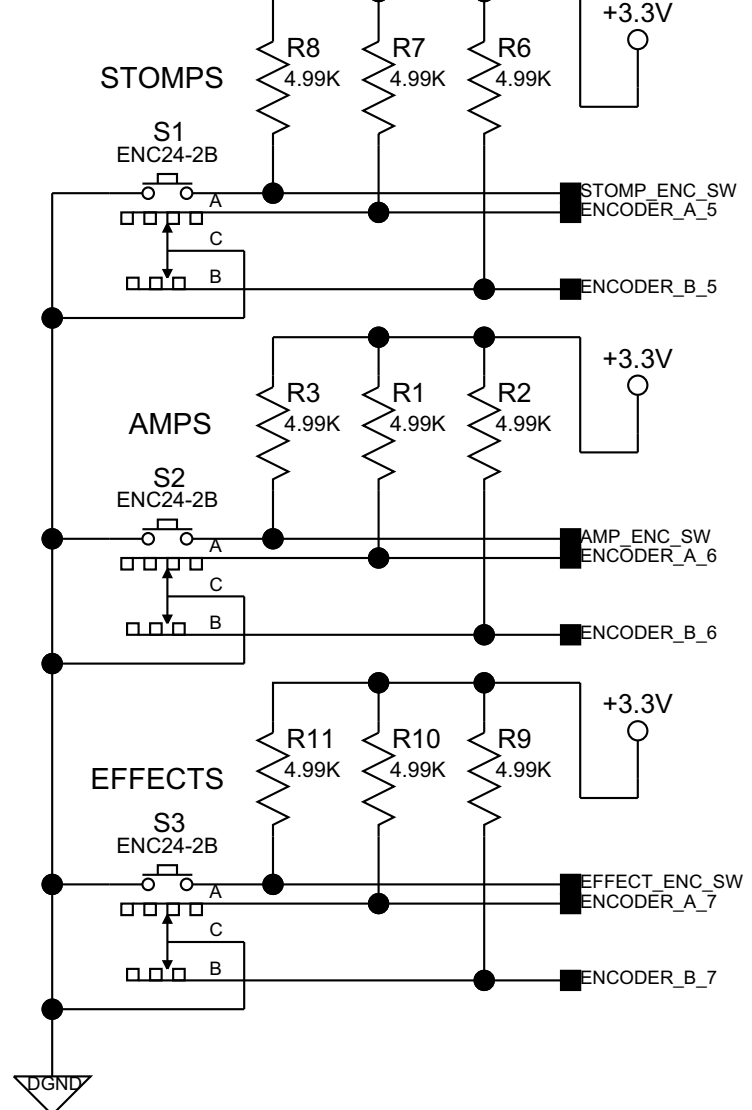 +3.3V
R8
4.99K
R7
4.99K
R6
4.99K
STOMPS
S1
ENC24-2B
A
C
B
STOMP_ENC_SW
ENCODER_A_5
ENCODER_B_5
+3.3V
R3
4.99K
R1
4.99K
R2
4.99K
AMPS
S2
ENC24-2B
A
C
B
AMP_ENC_SW
ENCODER_A_6
ENCODER_B_6
+3.3V
R11
4.99K
R10
4.99K
R9
4.99K
EFFECTS
S3
ENC24-2B
A
C
B
EFFECT_ENC_SW
ENCODER_A_7
ENCODER_B_7
DGND